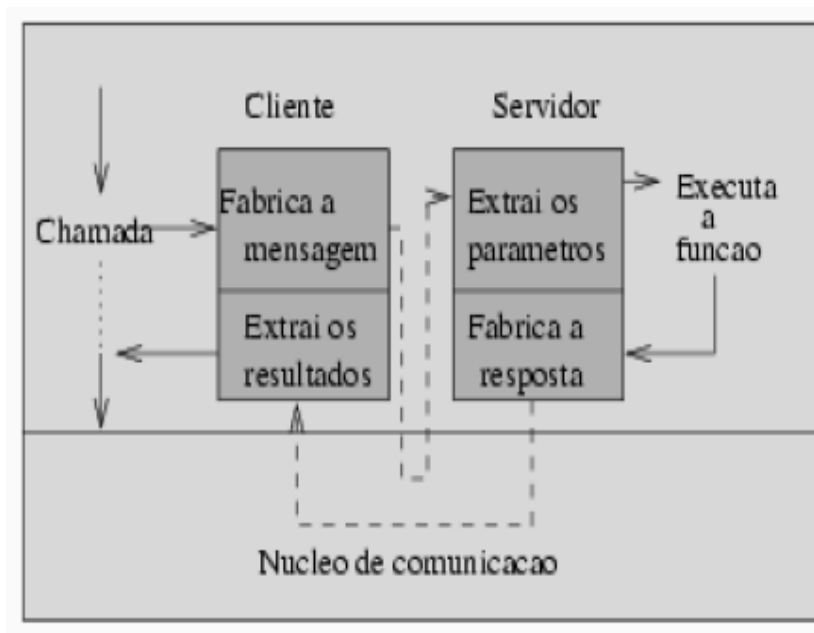 Cliente
Servidor
Chamada
Fabrica a
mensagem
Extrai os
resultados
Extrai os
parametros
Fabrica a
resposta
Executa
a
funcao
Nucleo de comunicacao